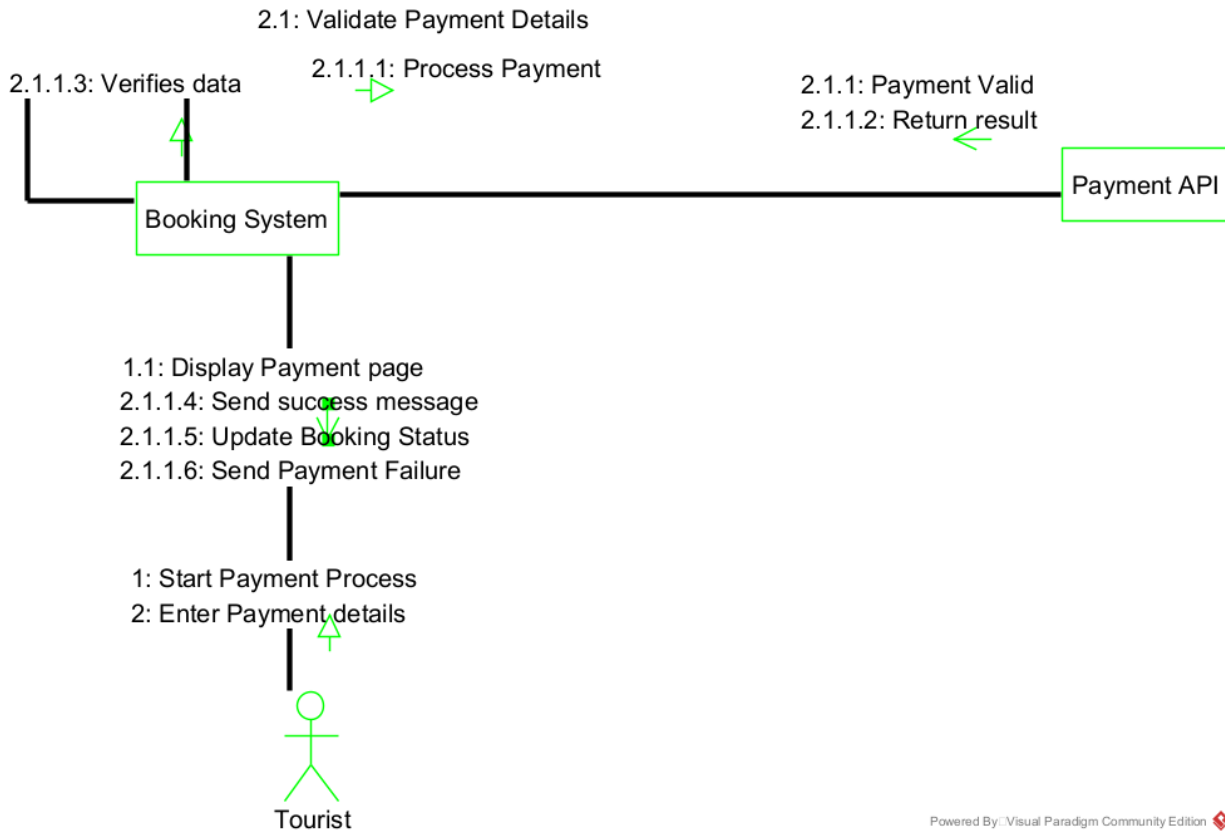 2.1: Validate Payment Details
2.1.1.1: Process Payment
2.1.1.3: Verifies data
2.1.1: Payment Valid
2.1.1.2: Return result
Payment API
Booking System
1.1: Display Payment page
2.1.1.4: Send success message
2.1.1.5: Update Booking Status
2.1.1.6: Send Payment Failure
1: Start Payment Process
2: Enter Payment details
Tourist
Powered By Visual Paradigm Community Edition